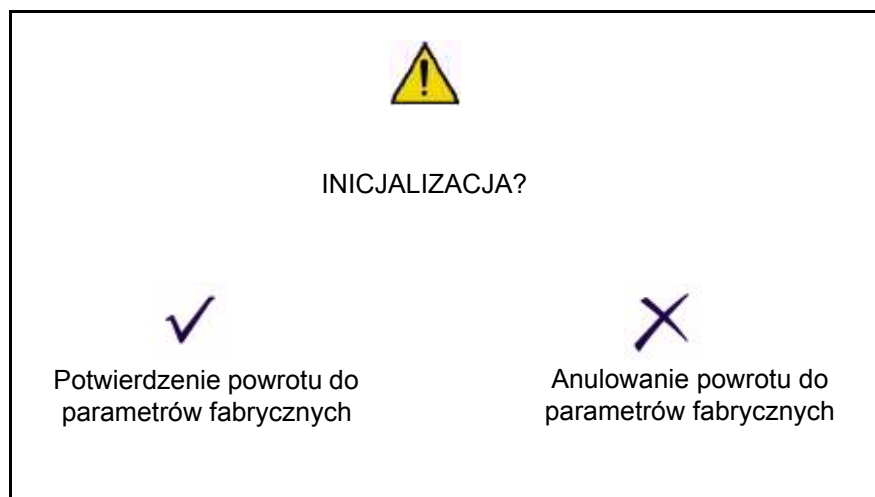 INICJALIZACJA?
Potwierdzenie powrotu do
parametrów fabrycznych
Anulowanie powrotu do
parametrów fabrycznych